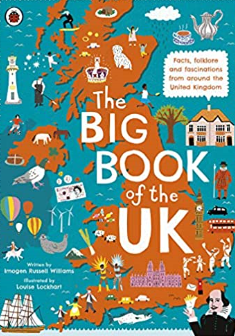 Facts, folklore
and fascinations
from around the
United Kingdom
The
BIG
BOOK
of the
UK
Written by
Imogen Russell Williams
Illustrated by
Louise Lockhart